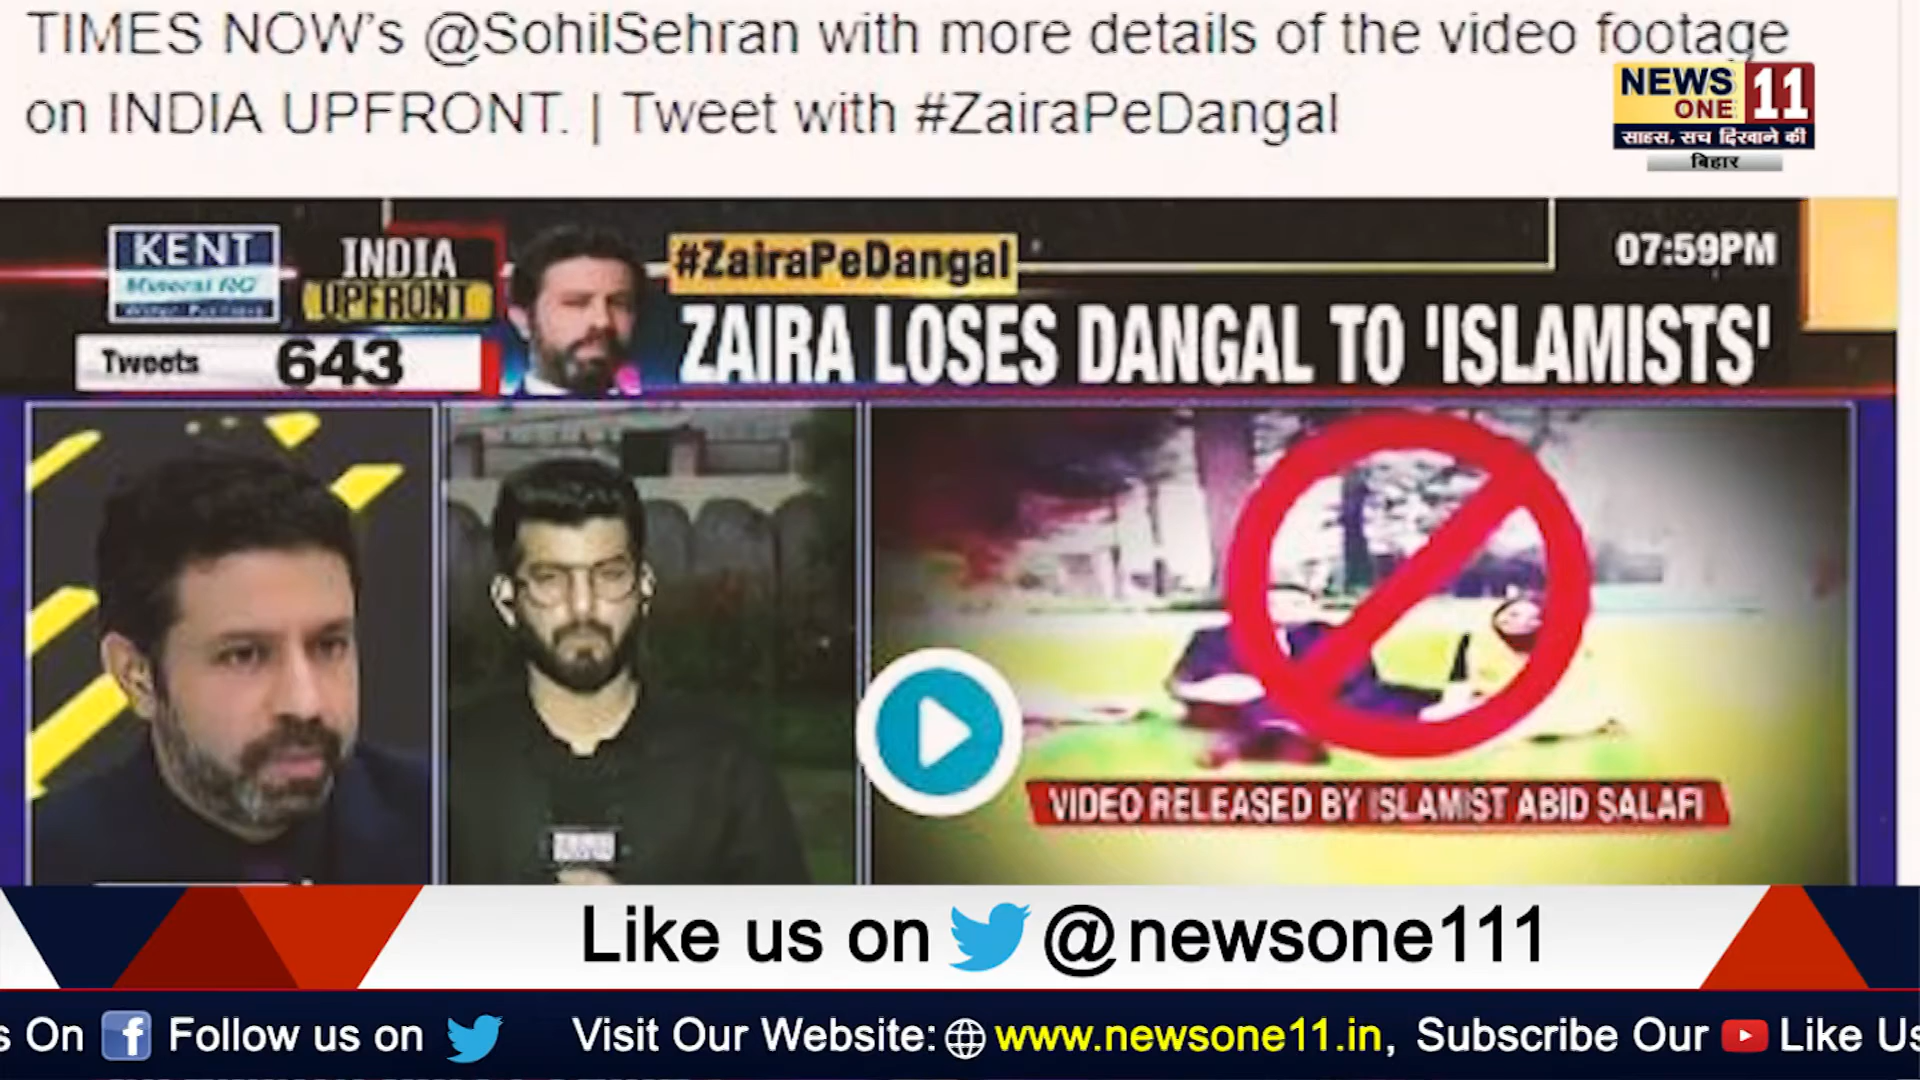 TIMES NOW's @SohilSehran with more details of the video footage
on INDIA UPFRONT. | Tweet with #ZairaPeDangal
NEWS
ONE
11
साहस, सच दिखाने की
बिहार
KENT
Mineral RO
INDIA
UPFRONT
#ZairaPeDangal
07:59PM
Tweets 643
ZAIRA LOSES DANGAL TO 'ISLAMISTS'
VIDEO RELEASED BY ISLAMIST ABID SALAFI
Like us on @newsone111
s On Follow us on Visit Our Website: www.newsone11.in, Subscribe Our Like Us